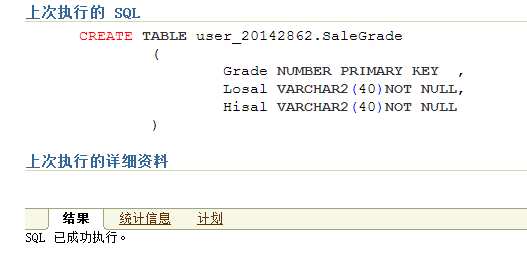 上次执行的 SQL
CREATE TABLE user_20142862.SaleGrade
(
Grade NUMBER PRIMARY KEY  ,
Losal VARCHAR2(40)NOT NULL,
Hisal VARCHAR2(40)NOT NULL
)
上次执行的详细资料
结果 统计信息 计划
SQL 已成功执行。